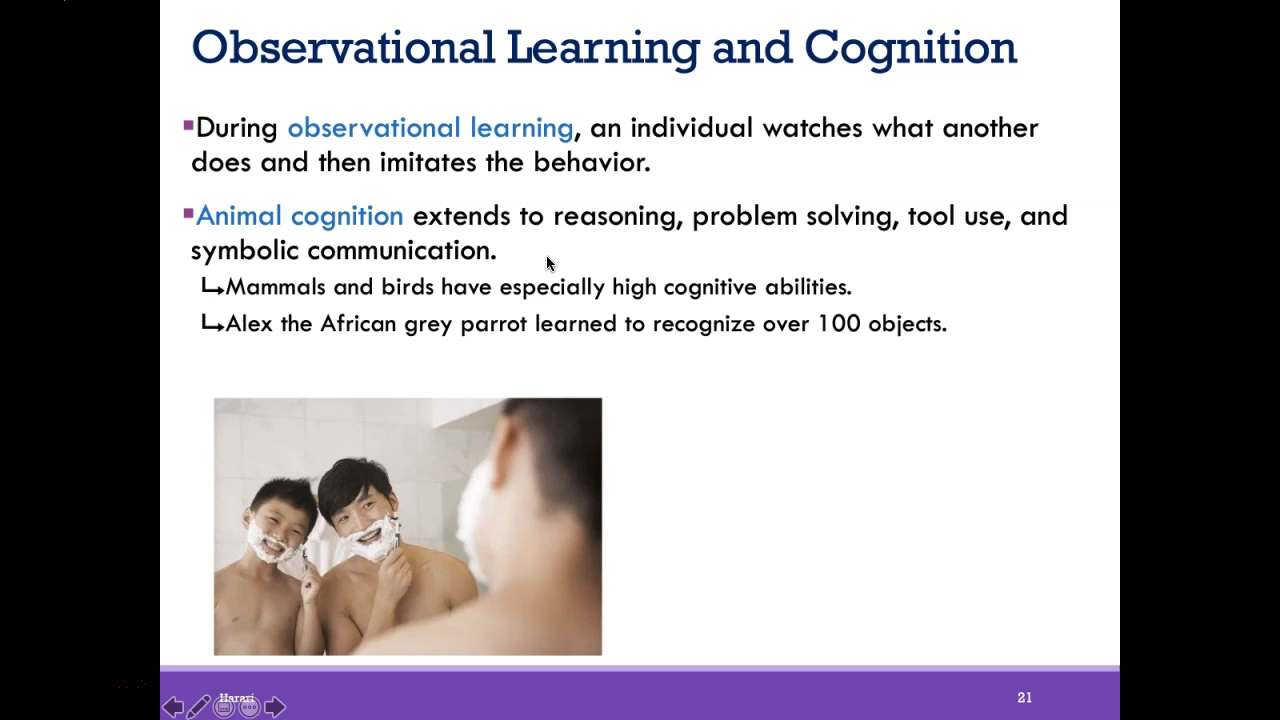 Observational Learning and Cognition
During observational learning, an individual watches what another
does and then imitates the behavior.
Animal cognition extends to reasoning, problem solving, tool use, and
symbolic communication.
Mammals and birds have especially high cognitive abilities.
Alex the African grey parrot learned to recognize over 100 objects.
Harari
21